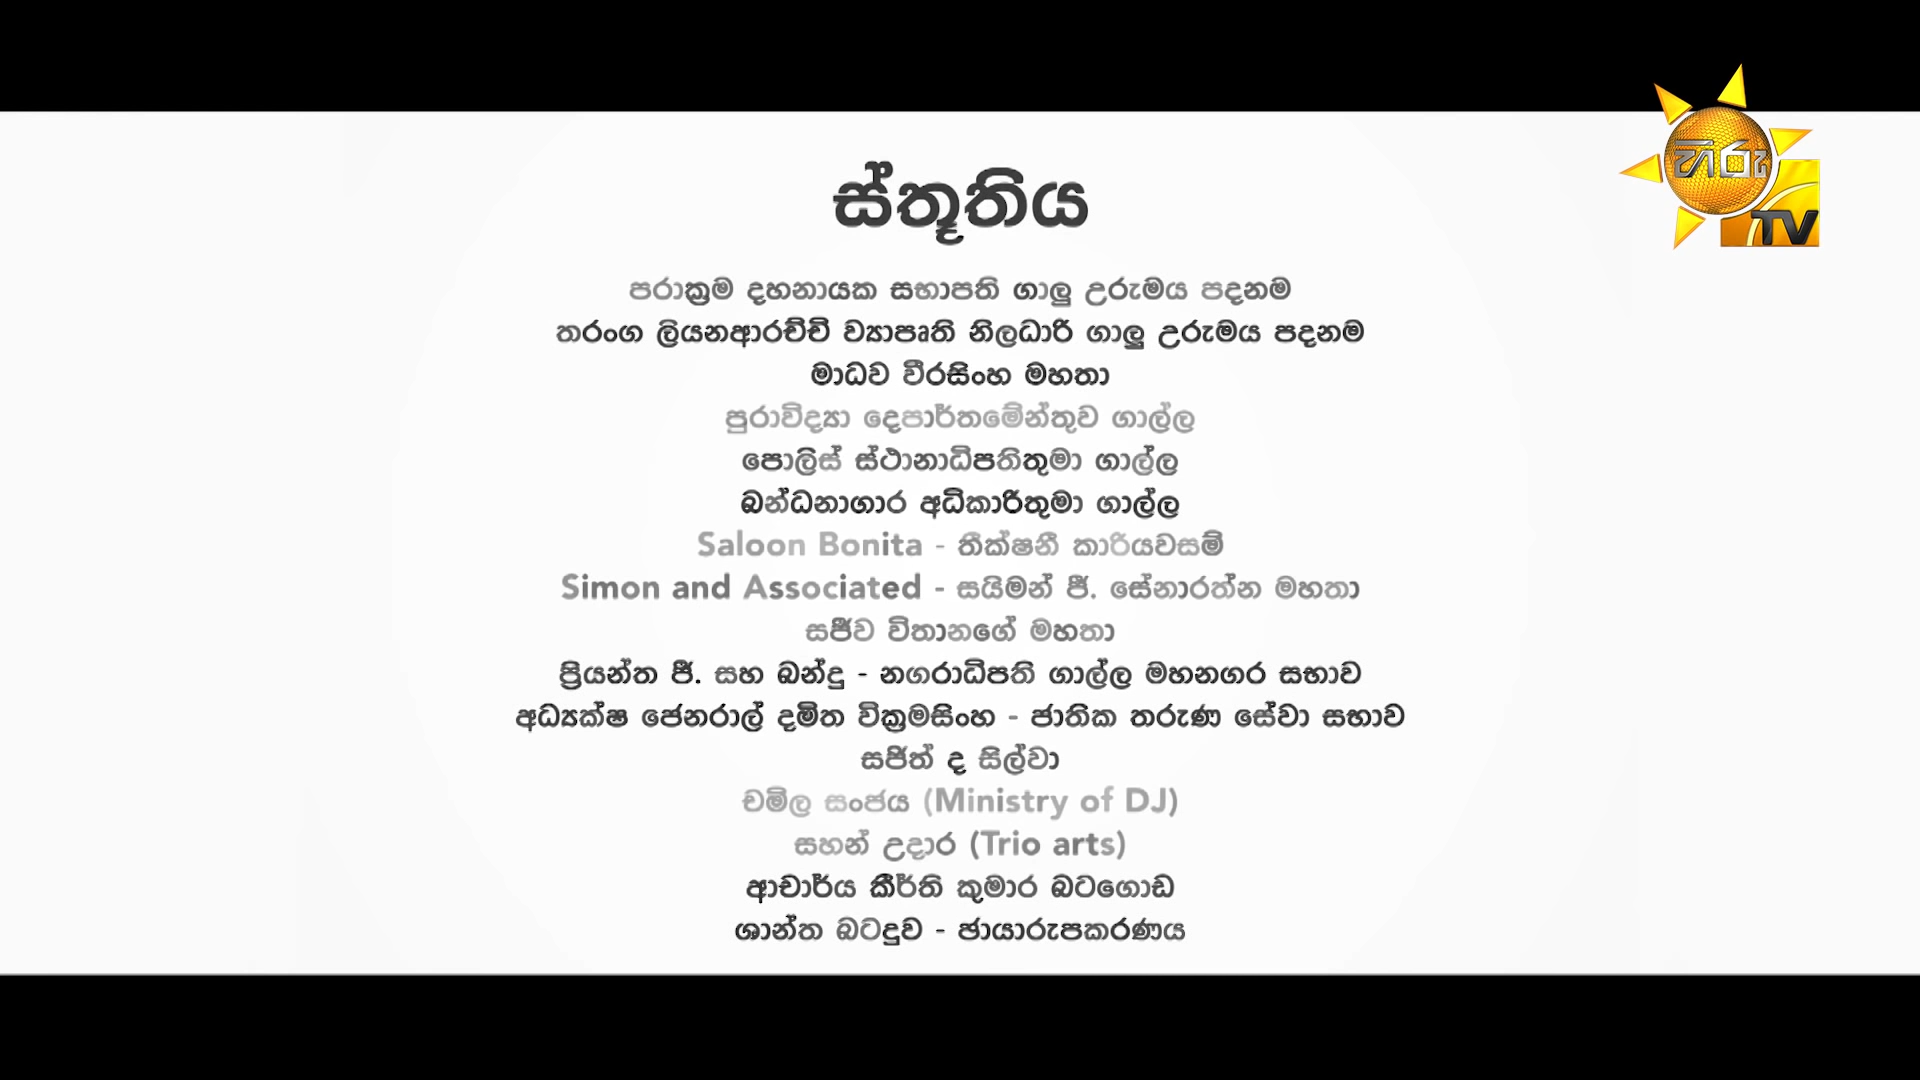 හිරු
TV
ස්තූතිය
පරාක්‍රම දහනායක සභාපති ගාලු උරුමය පදනම
තරංග ලියනආරච්චි ව්‍යාපෘති නිලධාරී ගාලු උරුමය පදනම
මාධව වීරසිංහ මහතා
පුරාවිද්‍යා දෙපාර්තමේන්තුව ගාල්ල
පොලිස් ස්ථානාධිපතිතුමා ගාල්ල
බන්ධනාගාර අධිකාරීතුමා ගාල්ල
Saloon Bonita - තීක්ෂනී කාරියවසම්
Simon and Associated - සයිමන් ජී. සේනාරත්න මහතා
සජීව විතානගේ මහතා
ප්‍රියන්ත ජී. සහ බන්දු - නගරාධිපති ගාල්ල මහනගර සභාව
අධ්‍යක්ෂ ජෙනරාල් දමිත වික්‍රමසිංහ - ජාතික තරුණ සේවා සභාව
සජිත් ද සිල්වා
චමිල සංජය (Ministry of DJ)
සහන් උදාර (Trio arts)
ආචාර්ය කීර්ති කුමාර බටගොඩ
ශාන්ත බටදූව - ඡායාරූපකරණය